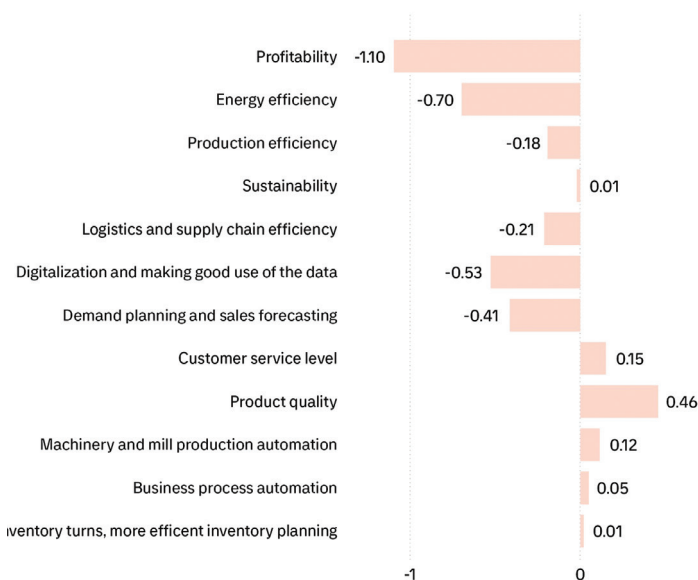 Profitability -1.10
Energy efficiency -0.70
Production efficiency -0.18
Sustainability 0.01
Logistics and supply chain efficiency -0.21
Digitalization and making good use of the data -0.53
Demand planning and sales forecasting -0.41
Customer service level 0.15
Product quality 0.46
Machinery and mill production automation 0.12
Business process automation 0.05
turns, more efficent inventory planning 0.01
-1 0